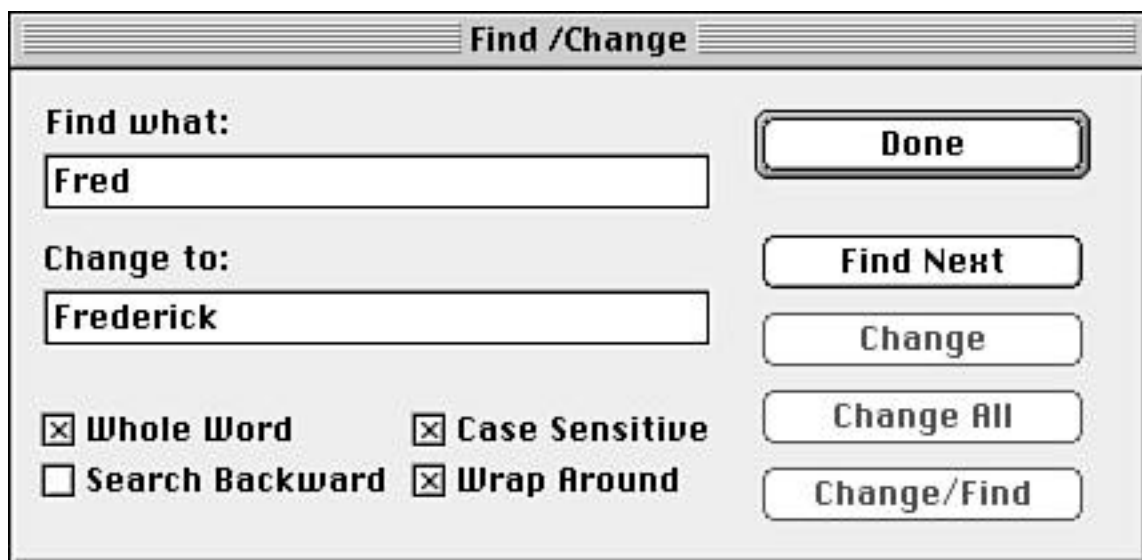 Find /Change
Find what:
Fred
Change to:
Frederick
Whole Word
Case Sensitive
Search Backward
Wrap Around
Done
Find Next
Change
Change All
Change/Find